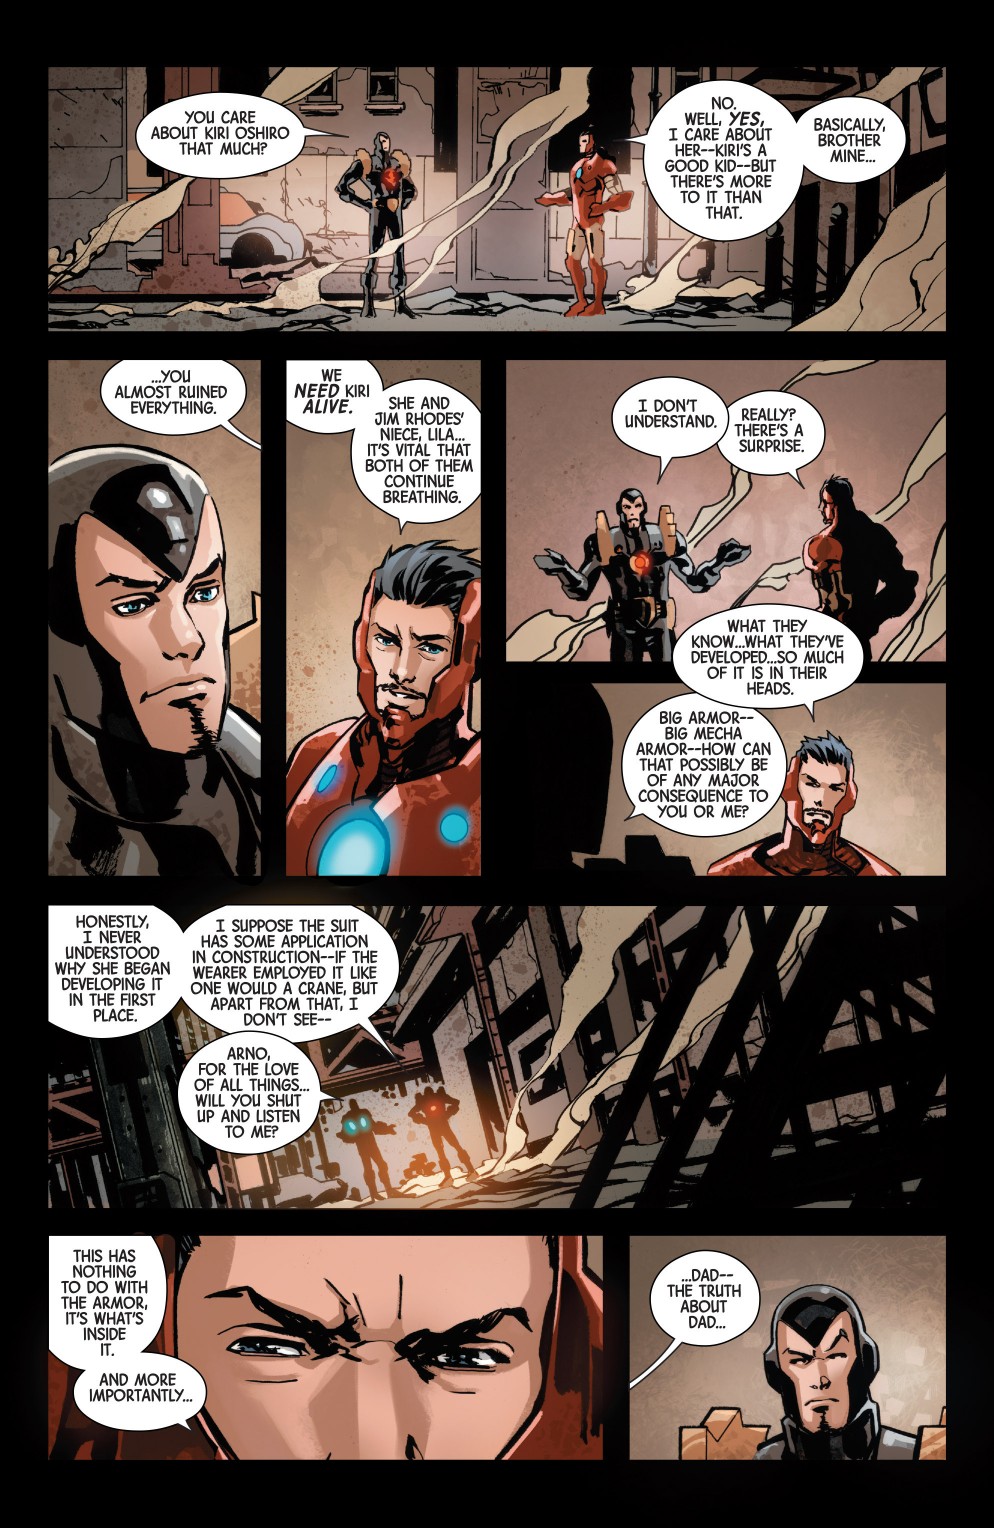 YOU CARE
ABOUT KIRI OSHIRO
THAT MUCH?
NO.
WELL, YES,
I CARE ABOUT
HER--KIRI'S A
GOOD KID--BUT
THERE'S MORE
TO IT THAN
THAT.
BASICALLY,
BROTHER
MINE...
...YOU
ALMOST RUINED
EVERYTHING.
WE
NEED KIRI
ALIVE.
SHE AND
JIM RHODES'
NIECE, LILA...
IT'S VITAL THAT
BOTH OF THEM
CONTINUE
BREATHING.
I DON'T
UNDERSTAND.
REALLY?
THERE'S A
SURPRISE.
WHAT THEY
KNOW...WHAT THEY'VE
DEVELOPED...SO MUCH
OF IT IS IN THEIR
HEADS.
BIG ARMOR--
BIG MECHA
ARMOR--HOW CAN
THAT POSSIBLY BE
OF ANY MAJOR
CONSEQUENCE TO
YOU OR ME?
HONESTLY,
I NEVER
UNDERSTOOD
WHY SHE BEGAN
DEVELOPING IT
IN THE FIRST
PLACE.
I SUPPOSE THE SUIT
HAS SOME APPLICATION
IN CONSTRUCTION--IF THE
WEARER EMPLOYED IT LIKE
ONE WOULD A CRANE, BUT
APART FROM THAT, I
DON'T SEE--
ARNO,
FOR THE LOVE
OF ALL THINGS...
WILL YOU SHUT
UP AND LISTEN
TO ME?
THIS HAS
NOTHING
TO DO WITH
THE ARMOR,
IT'S WHAT'S
INSIDE
IT.
AND MORE
IMPORTANTLY...
...DAD--
THE TRUTH
ABOUT
DAD...